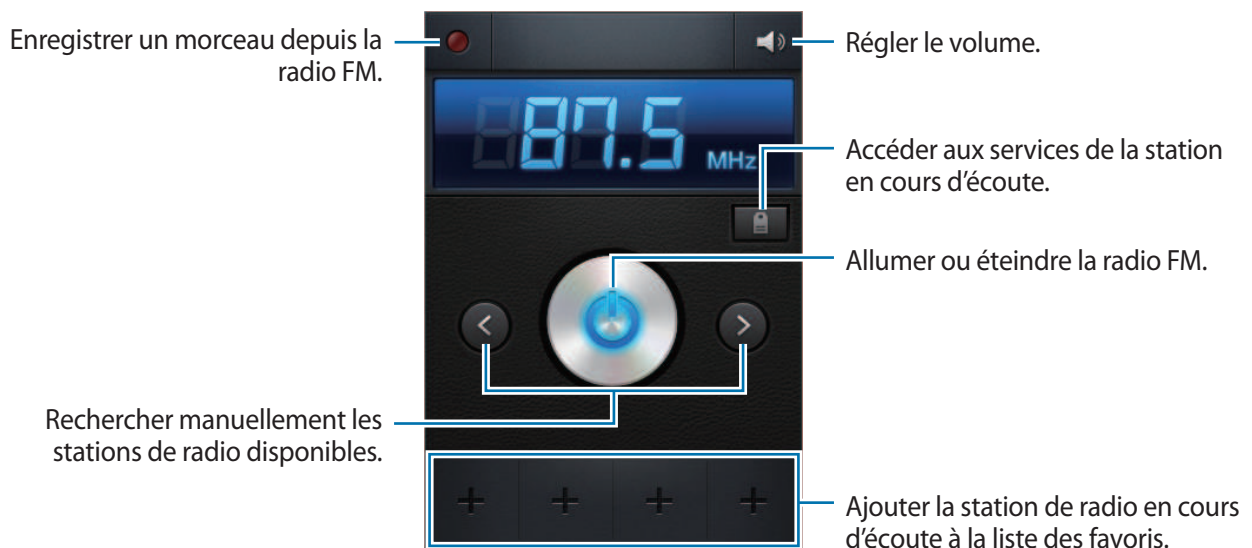 Enregistrer un morceau depuis la
radio FM.
Régler le volume.
87.5 MHz
Accéder aux services de la station
en cours d'écoute.
Allumer ou éteindre la radio FM.
Rechercher manuellement les
stations de radio disponibles.
Ajouter la station de radio en cours
d'écoute à la liste des favoris.